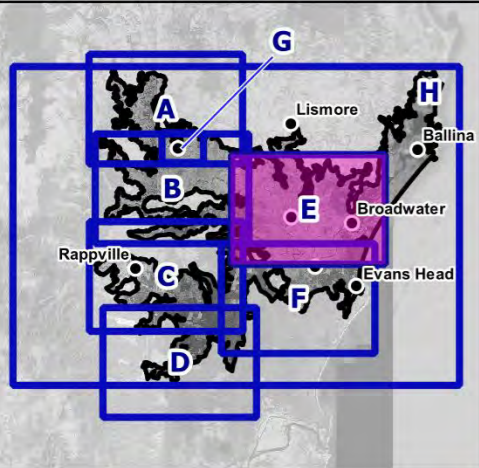 G
H
A
Lismore
Ballina
B
E
Broadwater
Rappville
C
Evans Head
F
D